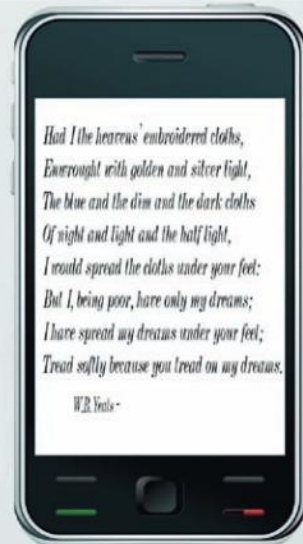 Had I the heavens' embroidered cloths,
Enwrought with golden and silver light,
The blue and the dim and the dark cloths
Of night and light and the half light,
I would spread the cloths under your feet:
But I, being poor, have only my dreams;
I have spread my dreams under your feet;
Tread softly because you tread on my dreams.
W.B. Yeats -